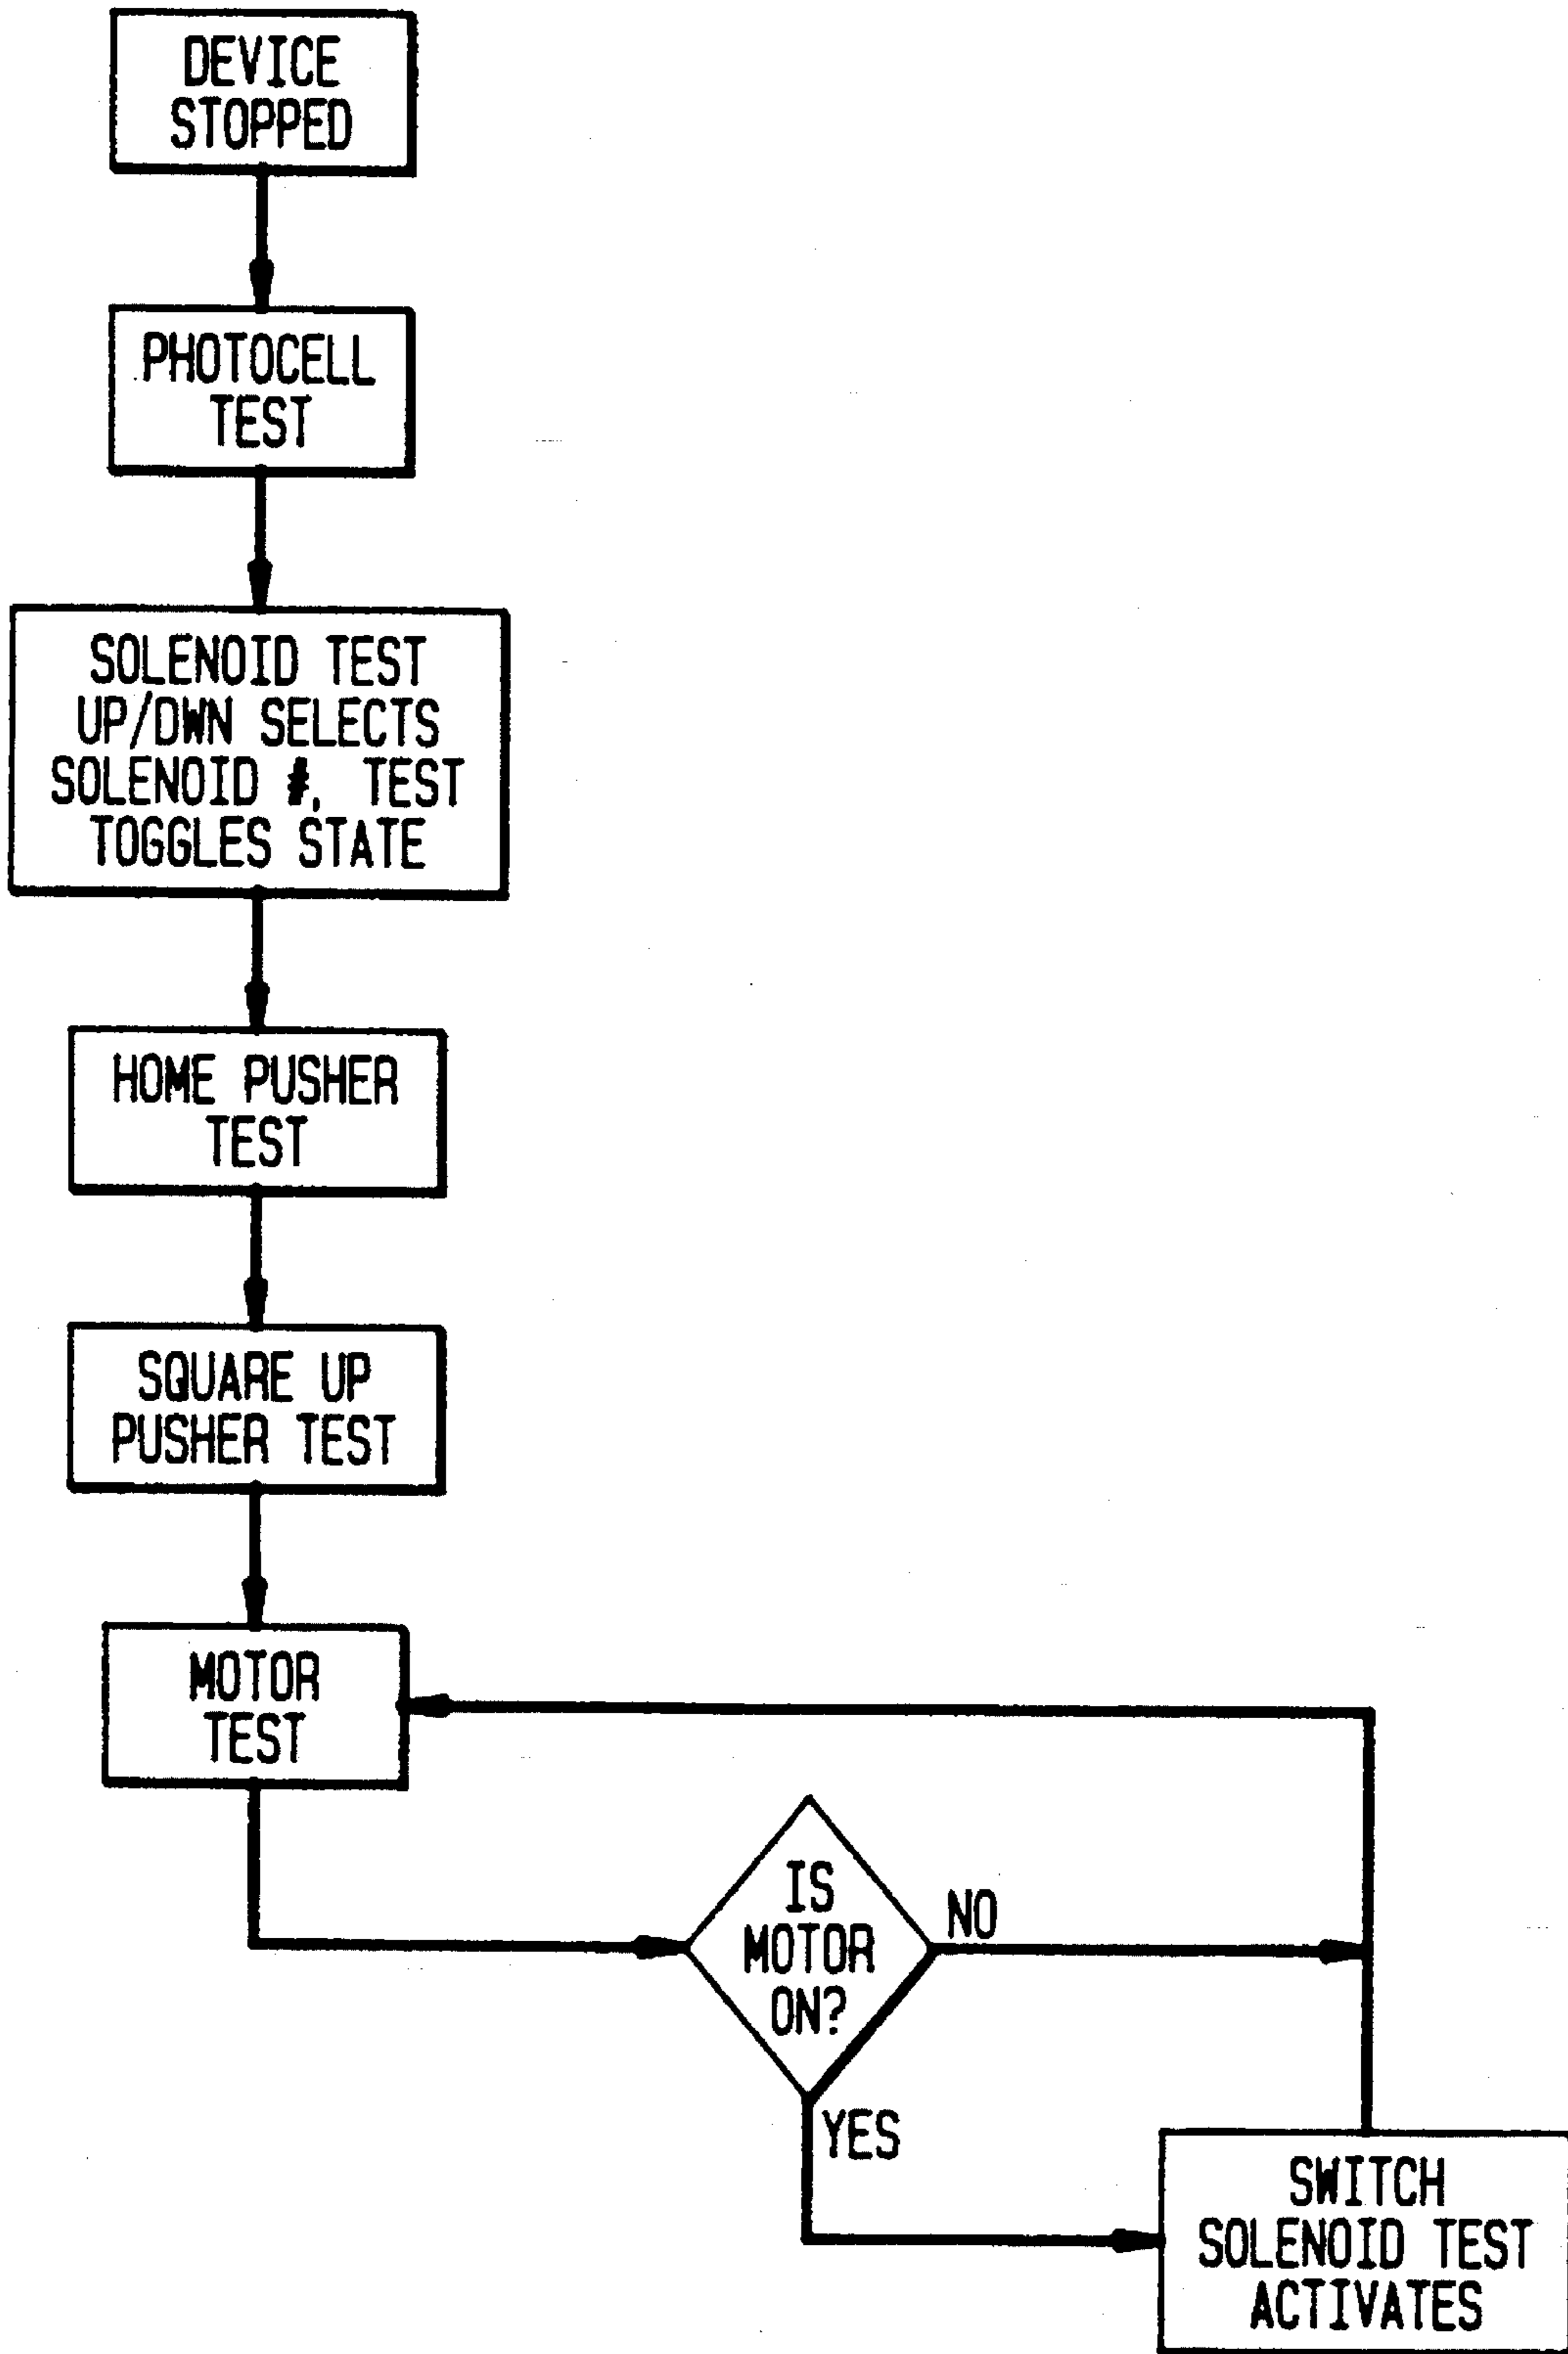 DEVICE
STOPPED
PHOTOCELL
TEST
SOLENOID TEST
UP/DWN SELECTS
SOLENOID #, TEST
TOGGLES STATE
HOME PUSHER
TEST
SQUARE UP
PUSHER TEST
MOTOR
TEST
IS
MOTOR
ON?
NO
YES
SWITCH
SOLENOID TEST
ACTIVATES